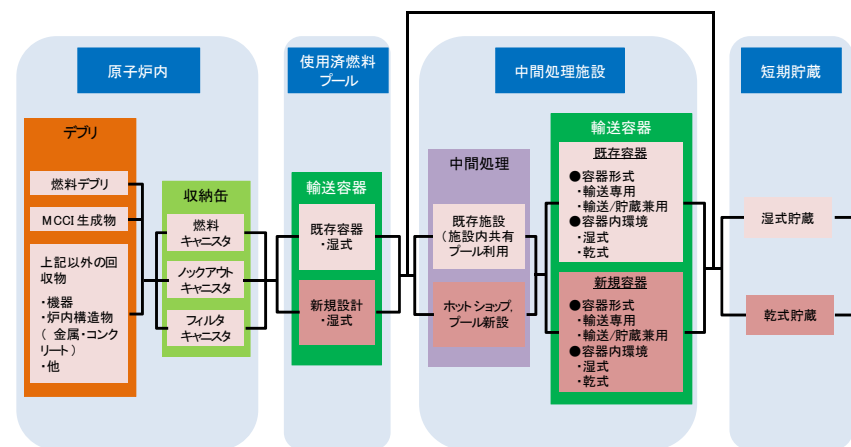 原子炉内
デブリ
燃料デブリ
MCCI生成物
上記以外の回
収物
・機器
・炉内構造物
( 金属・コンク
リート)
・他
収納缶
燃料
キャニスタ
ノックアウト
キャニスタ
フィルタ
キャニスタ
使用済燃料
プール
輸送容器
既存容器
・湿式
新規設計
・湿式
中間処理施設
中間処理
既存施設
(施設内共有
プール利用
ホットショップ,
プール新設
輸送容器
既存容器
●容器形式
・輸送専用
・輸送/貯蔵兼用
●容器内環境
・湿式
・乾式
新規容器
●容器形式
・輸送専用
・輸送/貯蔵兼用
●容器内環境
・湿式
・乾式
短期貯蔵
湿式貯蔵
乾式貯蔵